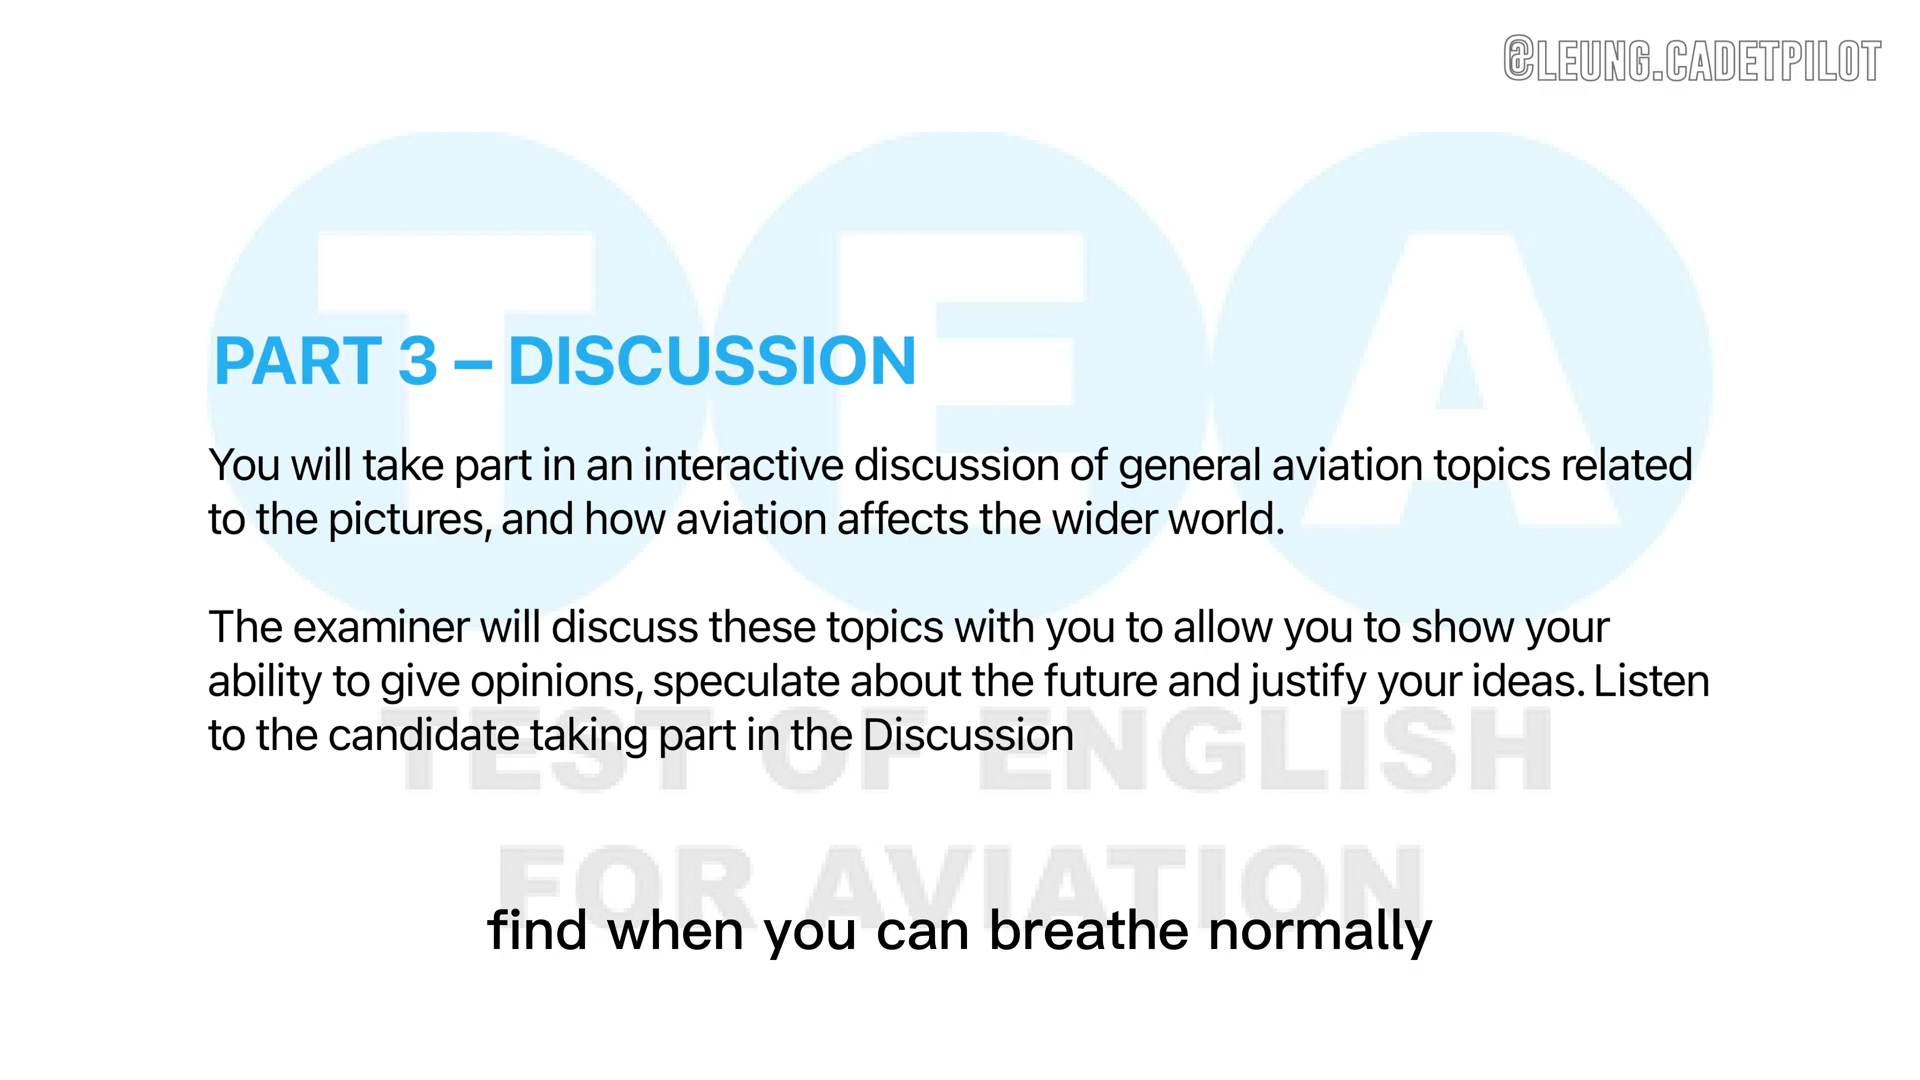 @LEUNG.CADETPILOT
TEA
PART 3 – DISCUSSION
You will take part in an interactive discussion of general aviation topics related
to the pictures, and how aviation affects the wider world.
The examiner will discuss these topics with you to allow you to show your
ability to give opinions, speculate about the future and justify your ideas. Listen
to the candidate taking part in the Discussion
TEST OF ENGLISH
FOR AVIATION
find when you can breathe normally